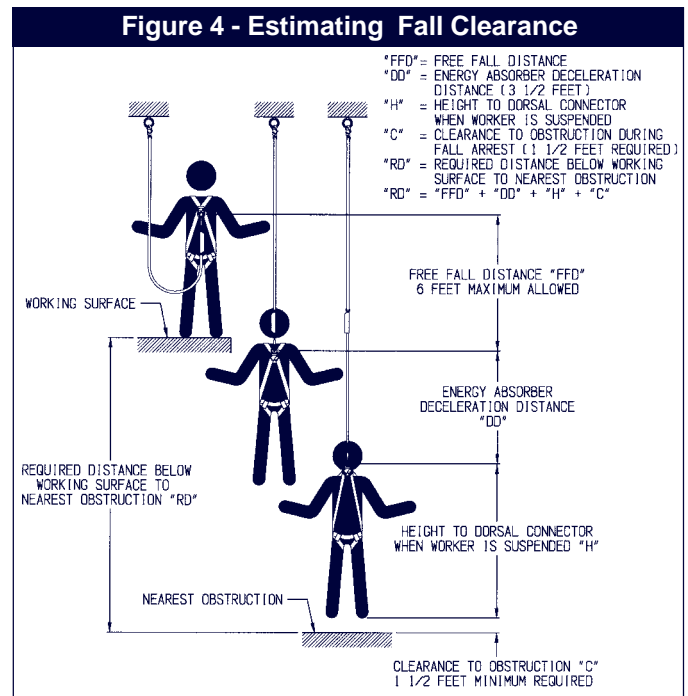 Figure 4 - Estimating Fall Clearance
"FFD" = FREE FALL DISTANCE
"DD" = ENERGY ABSORBER DECELERATION
DISTANCE (3 1/2 FEET)
"H" = HEIGHT TO DORSAL CONNECTOR
WHEN WORKER IS SUSPENDED
"C" = CLEARANCE TO OBSTRUCTION DURING
FALL ARREST (1 1/2 FEET REQUIRED)
"RD" = REQUIRED DISTANCE BELOW WORKING
SURFACE TO NEAREST OBSTRUCTION
"RD" = "FFD" + "DD" + "H" + "C"
FREE FALL DISTANCE "FFD"
6 FEET MAXIMUM ALLOWED
WORKING SURFACE
ENERGY ABSORBER
DECELERATION DISTANCE
"DD"
REQUIRED DISTANCE BELOW
WORKING SURFACE TO
NEAREST OBSTRUCTION "RD"
HEIGHT TO DORSAL CONNECTOR
WHEN WORKER IS SUSPENDED "H"
NEAREST OBSTRUCTION
CLEARANCE TO OBSTRUCTION "C"
1 1/2 FEET MINIMUM REQUIRED